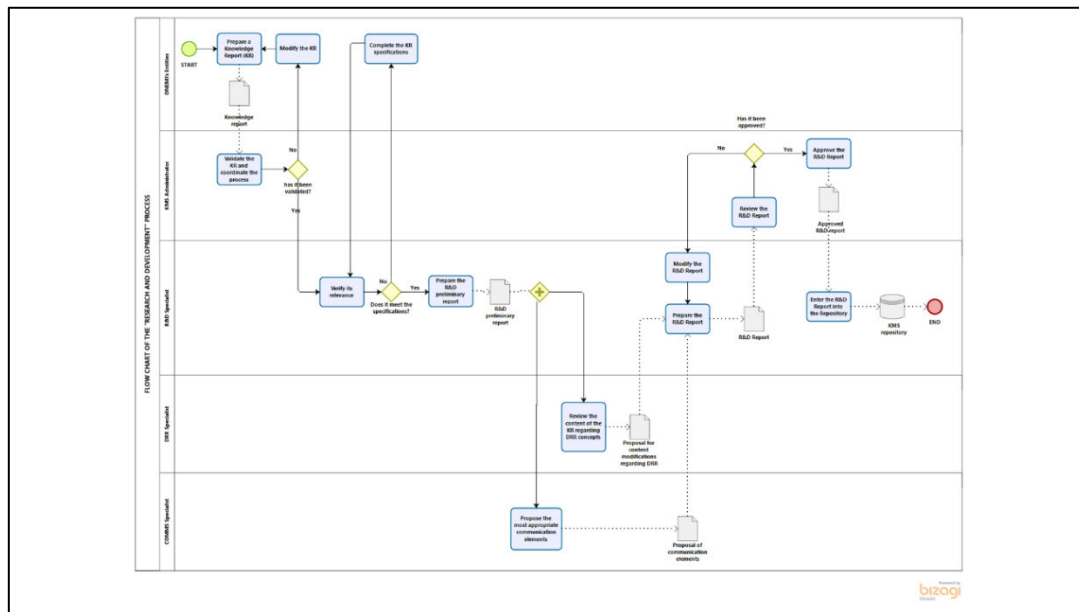 FLOW CHART OF THE "RESEARCH AND DEVELOPMENT" PROCESS
ONEMI's Entities
START
Prepare a
Knowledge
Report (KR)
Modify the KR
Complete the KR
specifications
Knowledge
report
Has it been
approved?
KMS Administrator
Validate the
KR and
coordinate the
process
No
has it been
validated?
Yes
No
Yes
Approve the
R&D Report
Review the
R&D Report
Approved
R&D report
R&D Specialist
Verify its
relevance
No
Yes
Does it meet the
specifications?
Prepare the
R&D
preliminary
report
R&D
preliminary
report
Modify the
R&D Report
Prepare the
R&D Report
R&D Report
Enter the R&D
Report into
the Repository
KMS
repository
END
DRR Specialist
Review the
content of the
KR regarding
DRR concepts
Proposal for
content
modifications
regarding DRR
COMMS Specialist
Propose the
most appropriate
communication
elements
Proposal of
communication
elements
Powered by
bizagi
Modeler